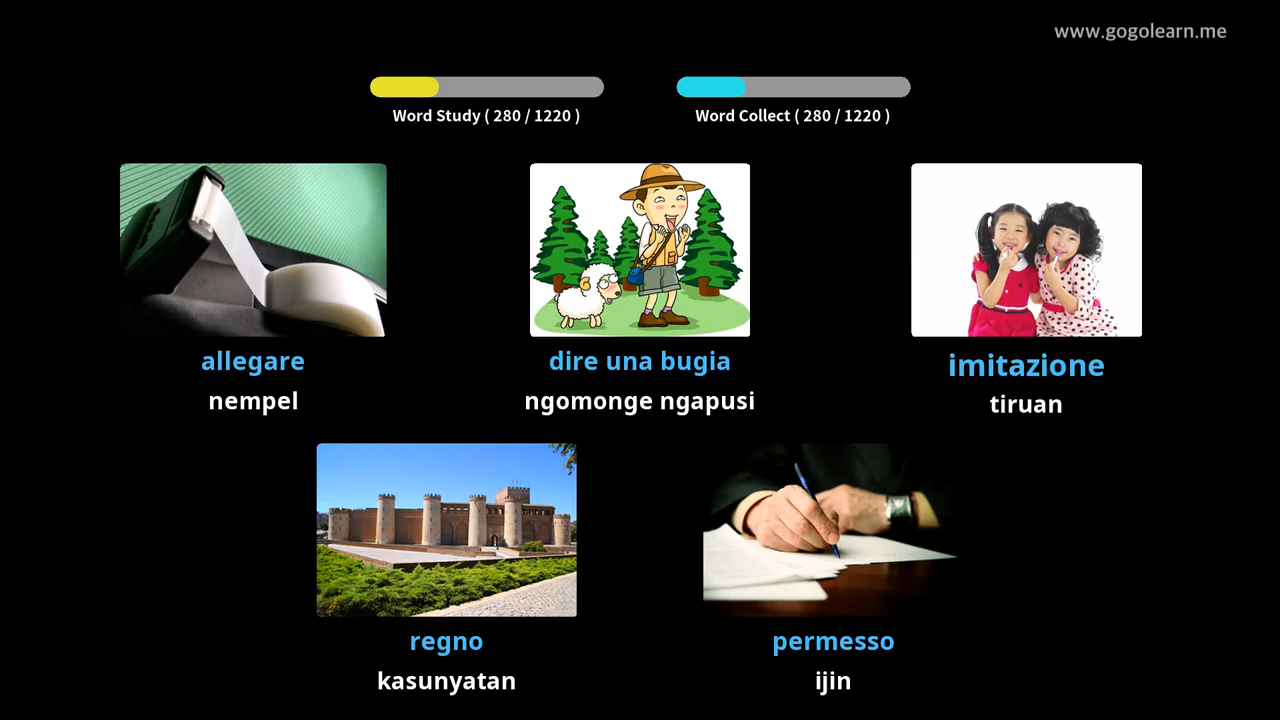 www.gogolearn.me
Word Study ( 280 / 1220 )
Word Collect ( 280 / 1220 )
allegare
nempel
dire una bugia
ngomonge ngapusi
imitazione
tiruan
regno
kasunyatan
permesso
ijin